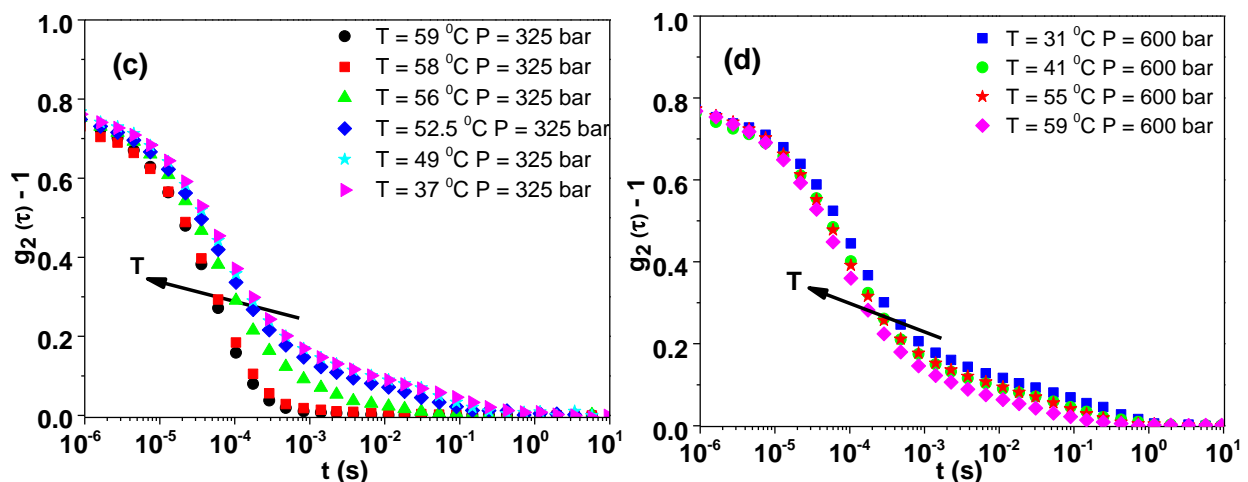 (c)
T = 59 ⁰C P = 325 bar
T = 58 ⁰C P = 325 bar
T = 56 ⁰C P = 325 bar
T = 52.5 ⁰C P = 325 bar
T = 49 ⁰C P = 325 bar
T = 37 ⁰C P = 325 bar
T
g₂ (τ) - 1
1.0
0.8
0.6
0.4
0.2
0.0
10⁻⁶ 10⁻⁵ 10⁻⁴ 10⁻³ 10⁻² 10⁻¹ 10⁰ 10¹
t (s)
(d)
T = 31 ⁰C P = 600 bar
T = 41 ⁰C P = 600 bar
T = 55 ⁰C P = 600 bar
T = 59 ⁰C P = 600 bar
T
g₂ (τ) - 1
1.0
0.8
0.6
0.4
0.2
0.0
10⁻⁶ 10⁻⁵ 10⁻⁴ 10⁻³ 10⁻² 10⁻¹ 10⁰ 10¹
t (s)